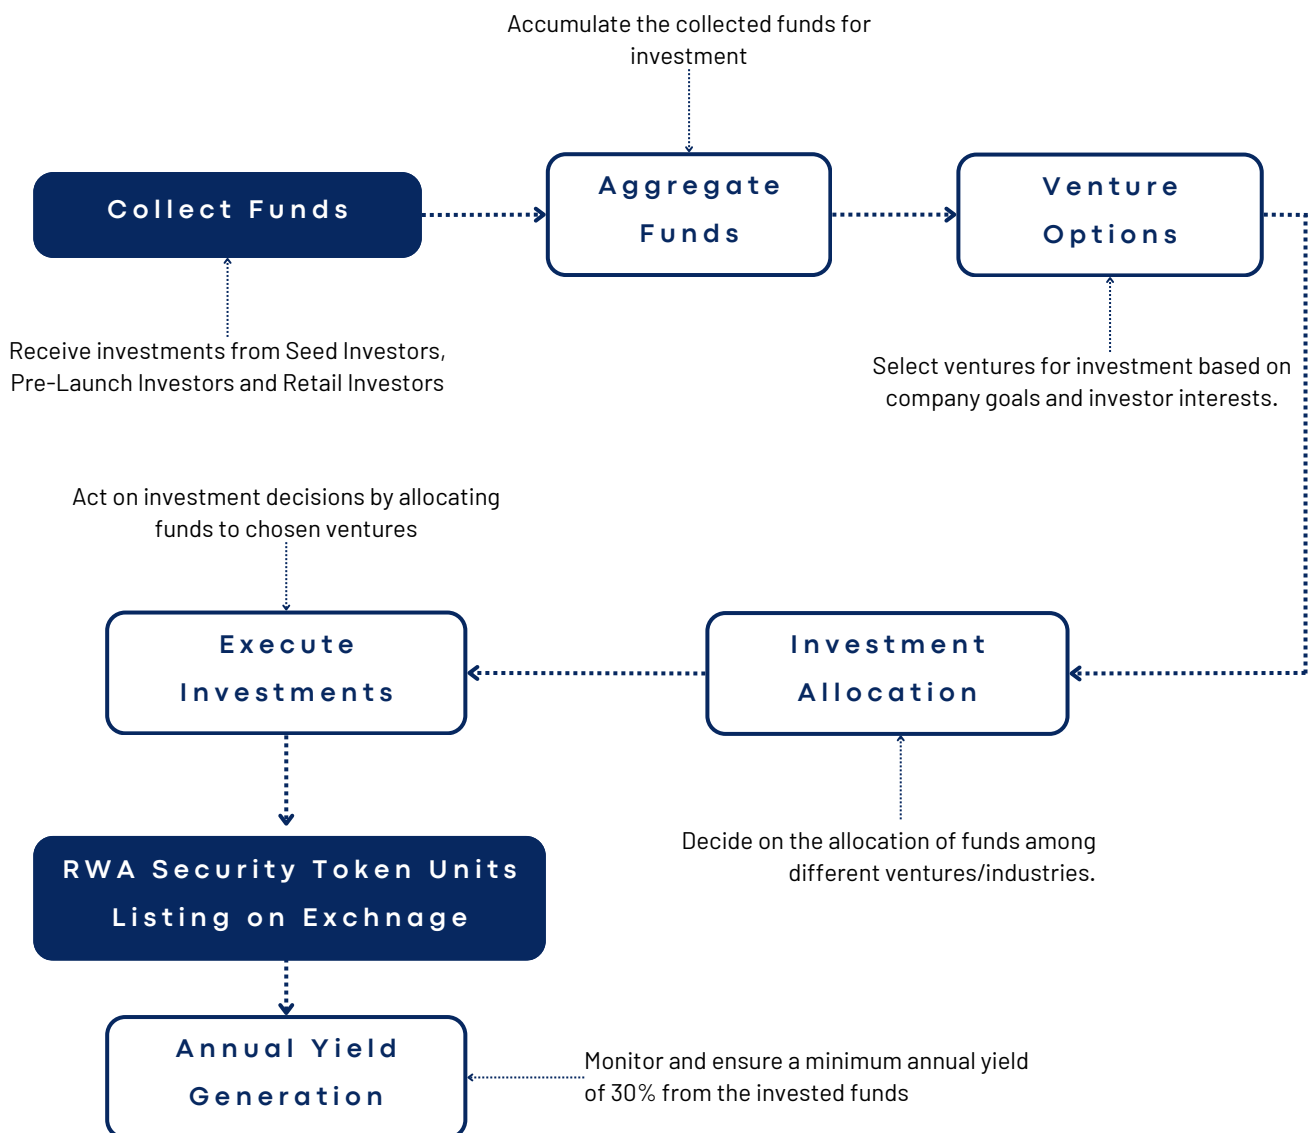 Accumulate the collected funds for
investment
Collect Funds
Aggregate
Funds
Venture
Options
Receive investments from Seed Investors,
Pre-Launch Investors and Retail Investors
Select ventures for investment based on
company goals and investor interests.
Act on investment decisions by allocating
funds to chosen ventures
Execute
Investments
Investment
Allocation
Decide on the allocation of funds among
different ventures/industries.
RWA Security Token Units
Listing on Exchnage
Annual Yield
Generation
Monitor and ensure a minimum annual yield
of 30% from the invested funds